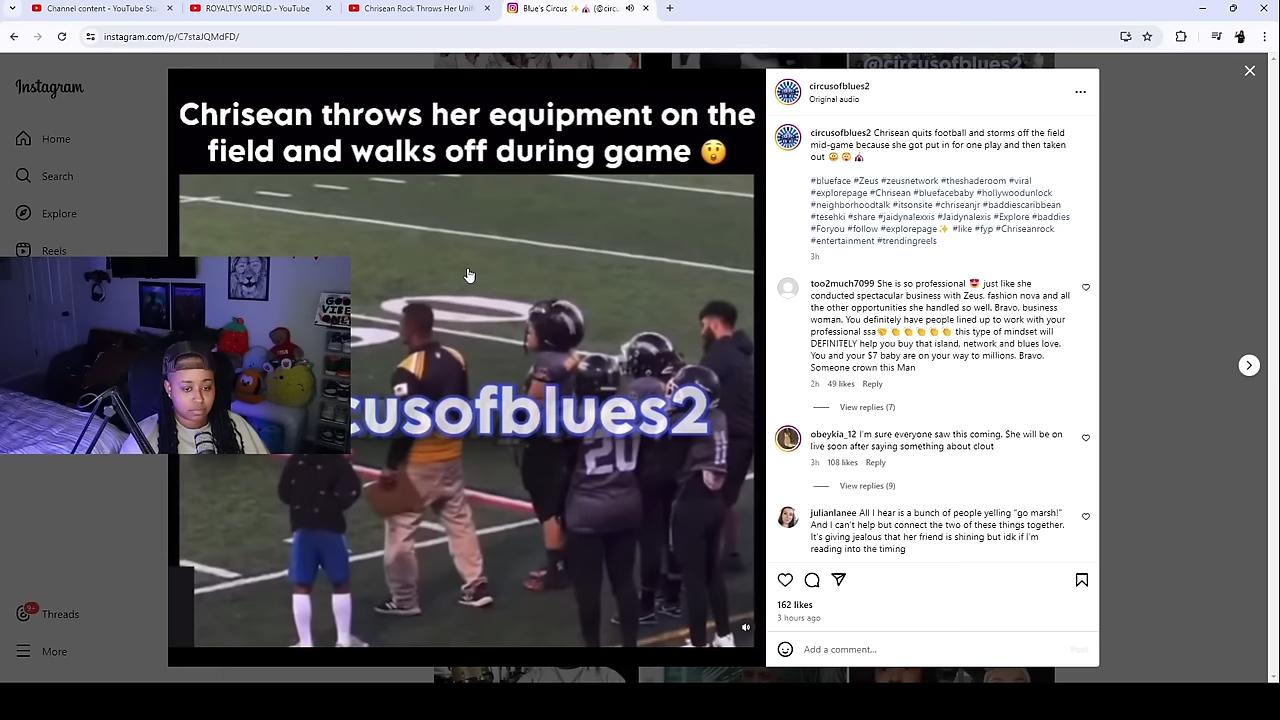 Channel content - YouTube Stu
ROYALTYS WORLD - YouTube
Chrisean Rock Throws Her Unif
Blue's Circus ✨🎪 (@circu
instagram.com/p/C7staJQMdFD/
Instagram
Home
Search
Explore
Reels
9+
Threads
More
@circusofblues2
Chrisean throws her equipment on the
field and walks off during game 😲
cusofblues2
20
GOOD
VIBE
ONLY
circusofblues2
Original audio
circusofblues2 Chrisean quits football and storms off the field
mid-game because she got put in for one play and then taken
out
#blueface #Zeus #zeusnetwork #theshaderoom #viral
#explorepage #Chrisean #bluefacebaby #hollywoodunlock
#neighborhoodtalk #itsonsite #chriseanjr #baddiescaribbean
#tesehki #share #jaidynalexxis #Jaidynalexis #Explore #baddies
#Foryou #follow #explorepage✨ #like #fyp #Chriseanrock
#entertainment #trendingreels
3h
too2much7099 She is so professional just like she
conducted spectacular business with Zeus, fashion nova and all
the other opportunities she handled so well. Bravo, business
woman. You definitely have people lined up to work with your
professional ssa👏👏👏👏👏👏 this type of mindset will
DEFINITELY help you buy that island, network and blues love.
You and your $7 baby are on your way to millions. Bravo.
Someone crown this Man
2h 49 likes Reply
View replies (7)
obeykia_12 I'm sure everyone saw this coming. She will be on
live soon after saying something about clout
3h 108 likes Reply
View replies (9)
julianlanee All I hear is a bunch of people yelling "go marsh!"
And I can't help but connect the two of these things together.
It's giving jealous that her friend is shining but idk if I'm
reading into the timing
162 likes
3 hours ago
Add a comment...
Post